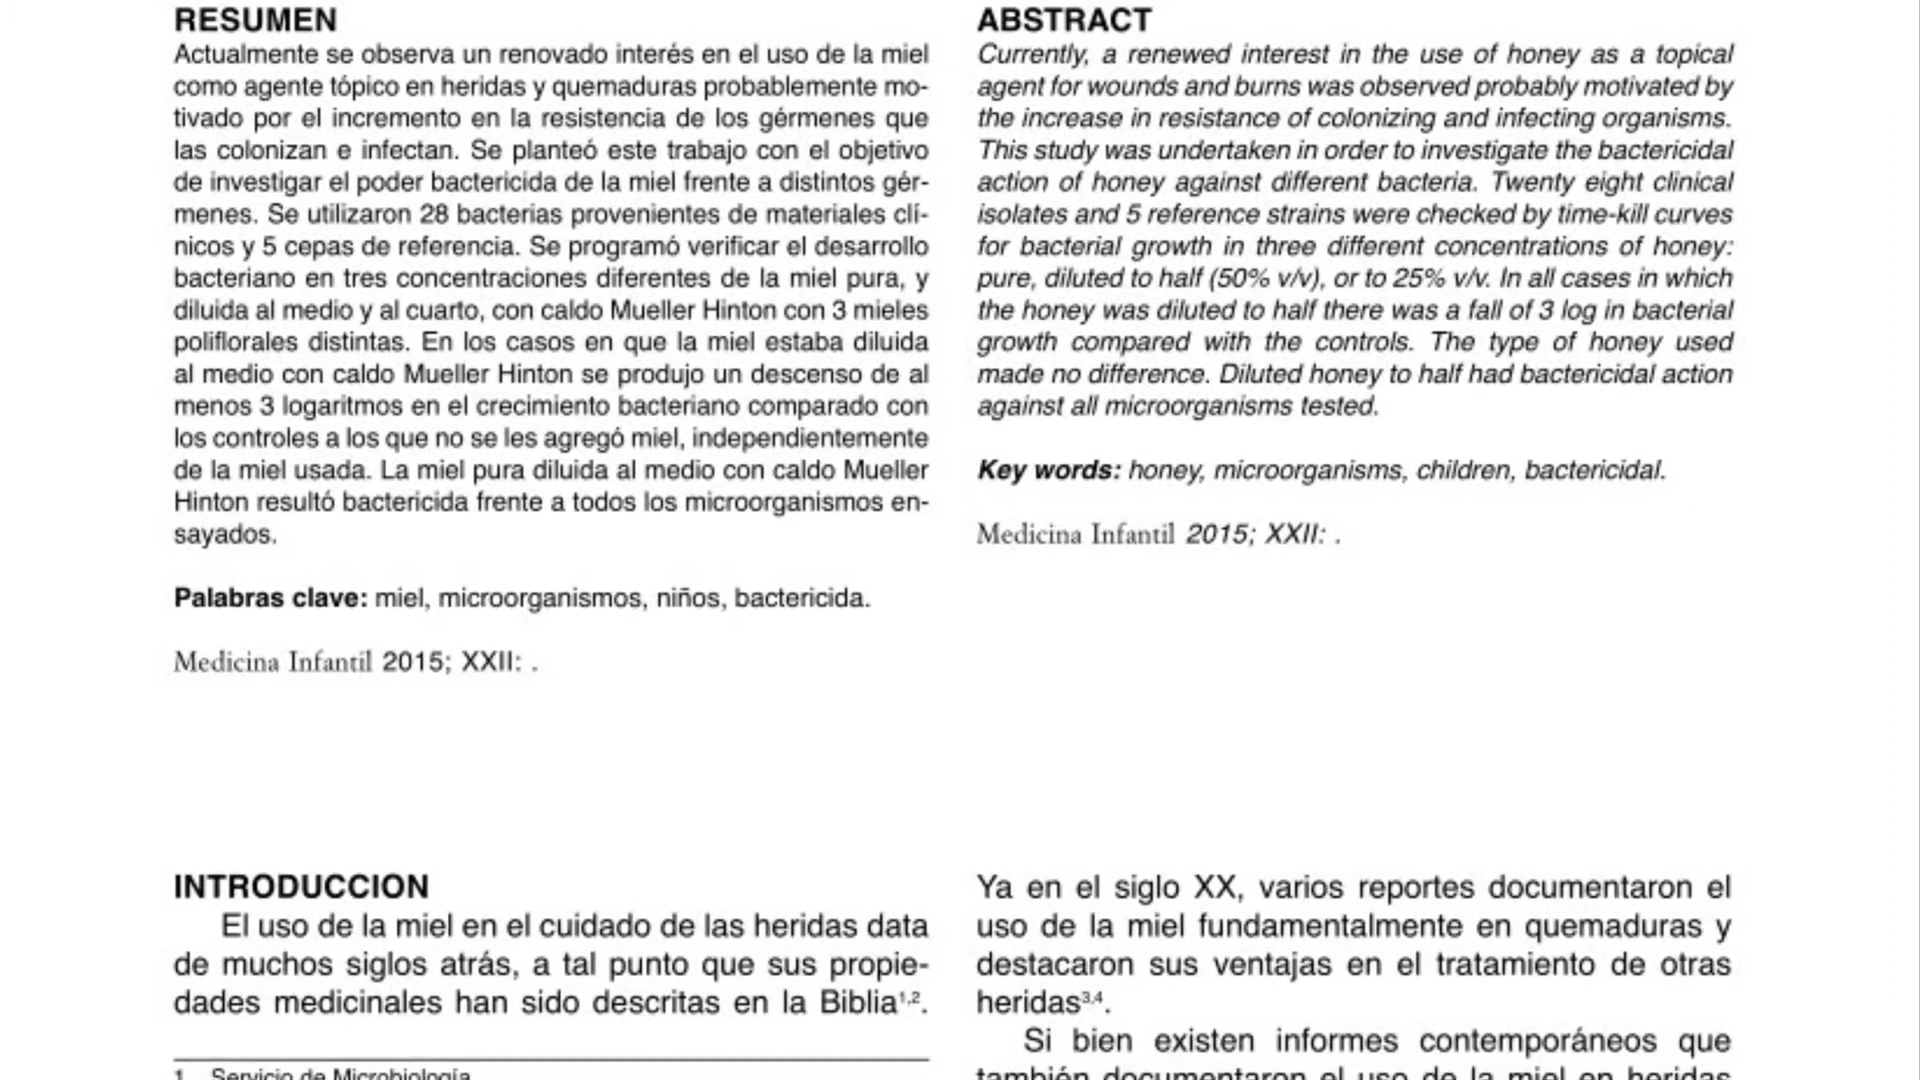 RESUMEN
Actualmente se observa un renovado interés en el uso de la miel
como agente tópico en heridas y quemaduras probablemente mo-
tivado por el incremento en la resistencia de los gérmenes que
las colonizan e infectan. Se planteó este trabajo con el objetivo
de investigar el poder bactericida de la miel frente a distintos gér-
menes. Se utilizaron 28 bacterias provenientes de materiales clí-
nicos y 5 cepas de referencia. Se programó verificar el desarrollo
bacteriano en tres concentraciones diferentes de la miel pura, y
diluida al medio y al cuarto, con caldo Mueller Hinton con 3 mieles
poliflorales distintas. En los casos en que la miel estaba diluida
al medio con caldo Mueller Hinton se produjo un descenso de al
menos 3 logaritmos en el crecimiento bacteriano comparado con
los controles a los que no se les agregó miel, independientemente
de la miel usada. La miel pura diluida al medio con caldo Mueller
Hinton resultó bactericida frente a todos los microorganismos en-
sayados.
Palabras clave: miel, microorganismos, niños, bactericida.
Medicina Infantil 2015; XXII: .
ABSTRACT
Currently, a renewed interest in the use of honey as a topical
agent for wounds and burns was observed probably motivated by
the increase in resistance of colonizing and infecting organisms.
This study was undertaken in order to investigate the bactericidal
action of honey against different bacteria. Twenty eight clinical
isolates and 5 reference strains were checked by time-kill curves
for bacterial growth in three different concentrations of honey:
pure, diluted to half (50% v/v), or to 25% v/v. In all cases in which
the honey was diluted to half there was a fall of 3 log in bacterial
growth compared with the controls. The type of honey used
made no difference. Diluted honey to half had bactericidal action
against all microorganisms tested.
Key words: honey, microorganisms, children, bactericidal.
Medicina Infantil 2015; XXII: .
INTRODUCCION
El uso de la miel en el cuidado de las heridas data
de muchos siglos atrás, a tal punto que sus propie-
dades medicinales han sido descritas en la Biblia1,2.
1 Servicio de Microbiología
Ya en el siglo XX, varios reportes documentaron el
uso de la miel fundamentalmente en quemaduras y
destacaron sus ventajas en el tratamiento de otras
heridas3,4.
Si bien existen informes contemporáneos que
también documentaron el uso de la miel en heridas